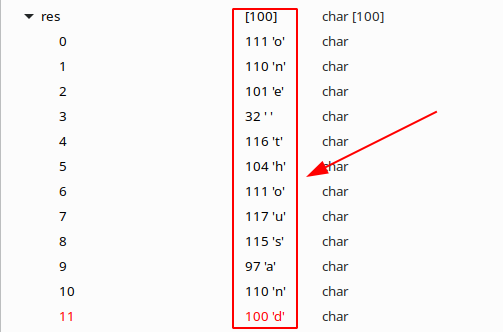 res [100] char [100]
0 111 'o' char
1 110 'n' char
2 101 'e' char
3 32 ' ' char
4 116 't' char
5 104 'h' char
6 111 'o' char
7 117 'u' char
8 115 's' char
9 97 'a' char
10 110 'n' char
11 100 'd' char